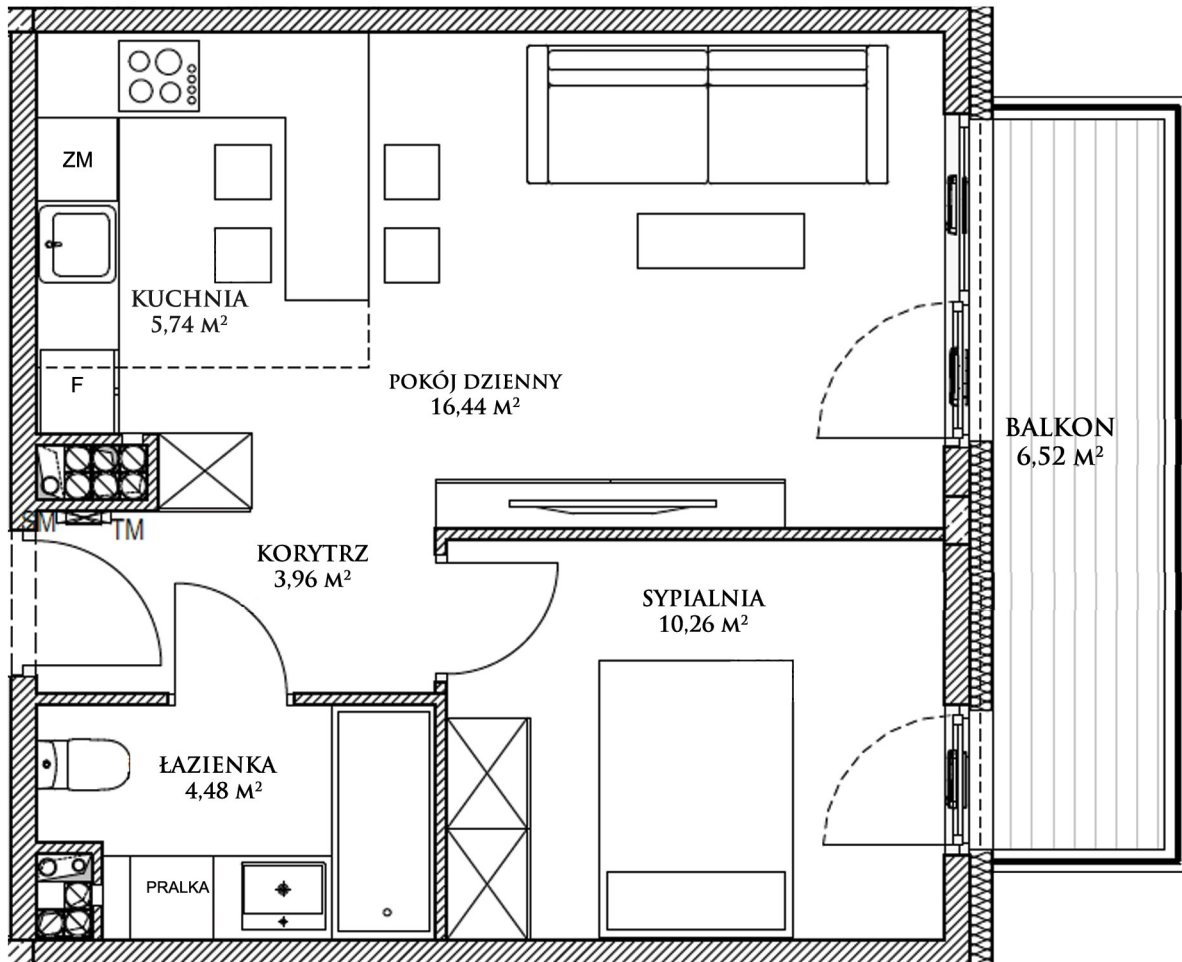 ZM
KUCHNIA
5,74 M²
F
POKÓJ DZIENNY
16,44 M²
BALKON
6,52 M²
SM
TM
KORYTRZ
3,96 M²
SYPIALNIA
10,26 M²
ŁAZIENKA
4,48 M²
PRALKA